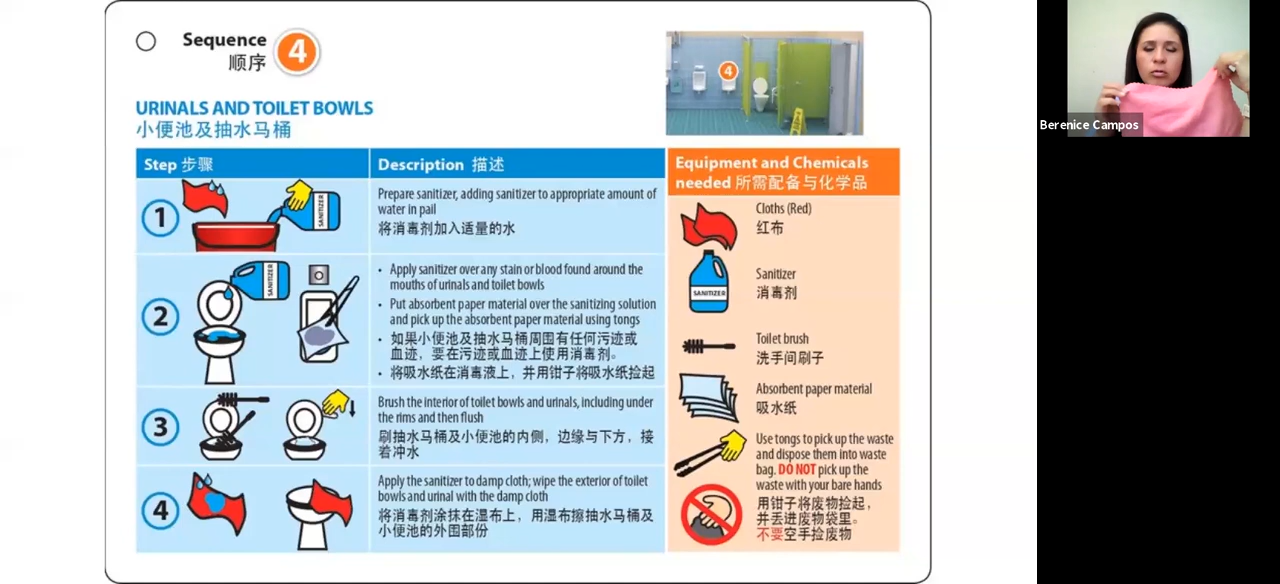 Sequence
顺序
4
4
URINALS AND TOILET BOWLS
小便池及抽水马桶
Step 步骤
Description 描述
1
SANITIZER
Prepare sanitizer, adding sanitizer to appropriate amount of
water in pail
将消毒剂加入适量的水
2
SANITIZER
• Apply sanitizer over any stain or blood found around the
mouths of urinals and toilet bowls
• Put absorbent paper material over the sanitizing solution
and pick up the absorbent paper material using tongs
• 如果小便池及抽水马桶周围有任何污迹或
血迹，要在污迹或血迹上使用消毒剂。
• 将吸水纸在消毒液上，并用钳子将吸水纸捡起
3
Brush the interior of toilet bowls and urinals, including under
the rims and then flush
刷抽水马桶及小便池的内侧，边缘与下方，接
着冲水
4
Apply the sanitizer to damp cloth; wipe the exterior of toilet
bowls and urinal with the damp cloth
将消毒剂涂抹在湿布上，用湿布擦抽水马桶及
小便池的外围部份
Equipment and Chemicals
needed 所需配备与化学品
Cloths (Red)
红布
SANITIZER
Sanitizer
消毒剂
Toilet brush
洗手间刷子
Absorbent paper material
吸水纸
Use tongs to pick up the waste
and dispose them into waste
bag. DO NOT pick up the
waste with your bare hands
用钳子将废物捡起，
并丢进废物袋里。
不要空手捡废物
Berenice Campos